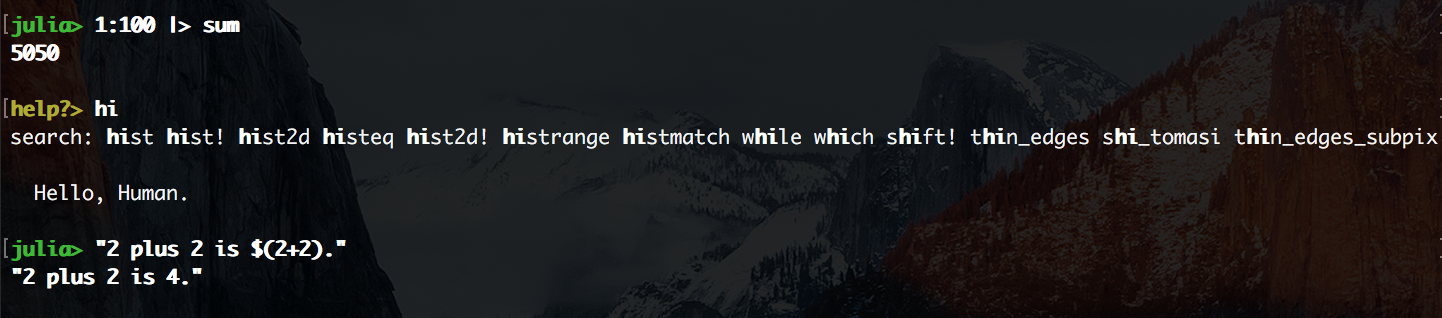 julia> 1:100 |> sum
5050
help?> hi
search: hist hist! hist2d histeq hist2d! histrange histmatch while which shift! thin_edges shi_tomasi thin_edges_subpix
Hello, Human.
julia> "2 plus 2 is $(2+2)."
"2 plus 2 is 4."